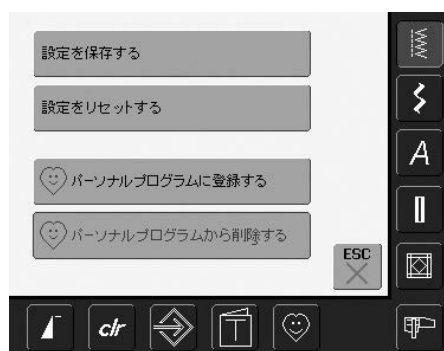 設定を保存する
設定をリセットする
パーソナルプログラムに登録する
パーソナルプログラムから削除する
ESC
A
clr